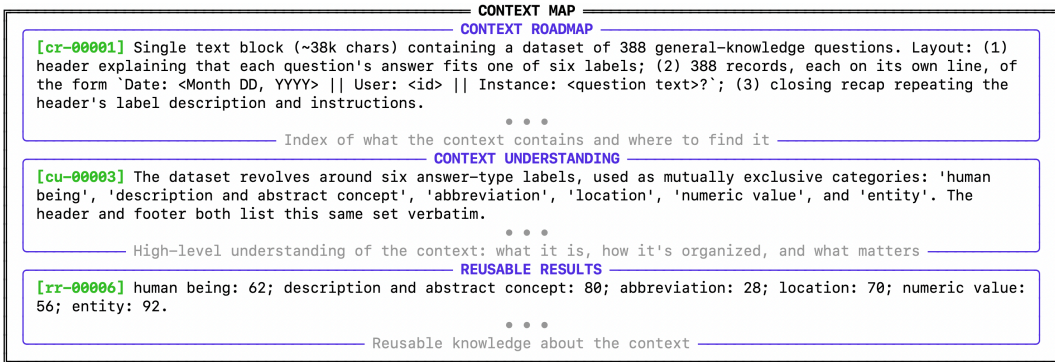 CONTEXT MAP
CONTEXT ROADMAP
[cr-00001] Single text block (~38k chars) containing a dataset of 388 general-knowledge questions. Layout: (1)
header explaining that each question's answer fits one of six labels; (2) 388 records, each on its own line, of
the form `Date: <Month DD, YYYY> || User: <id> || Instance: <question text>?`; (3) closing recap repeating the
header's label description and instructions.
• • •
Index of what the context contains and where to find it
CONTEXT UNDERSTANDING
[cu-00003] The dataset revolves around six answer-type labels, used as mutually exclusive categories: 'human
being', 'description and abstract concept', 'abbreviation', 'location', 'numeric value', and 'entity'. The
header and footer both list this same set verbatim.
• • •
High-level understanding of the context: what it is, how it's organized, and what matters
REUSABLE RESULTS
[rr-00006] human being: 62; description and abstract concept: 80; abbreviation: 28; location: 70; numeric value:
56; entity: 92.
• • •
Reusable knowledge about the context